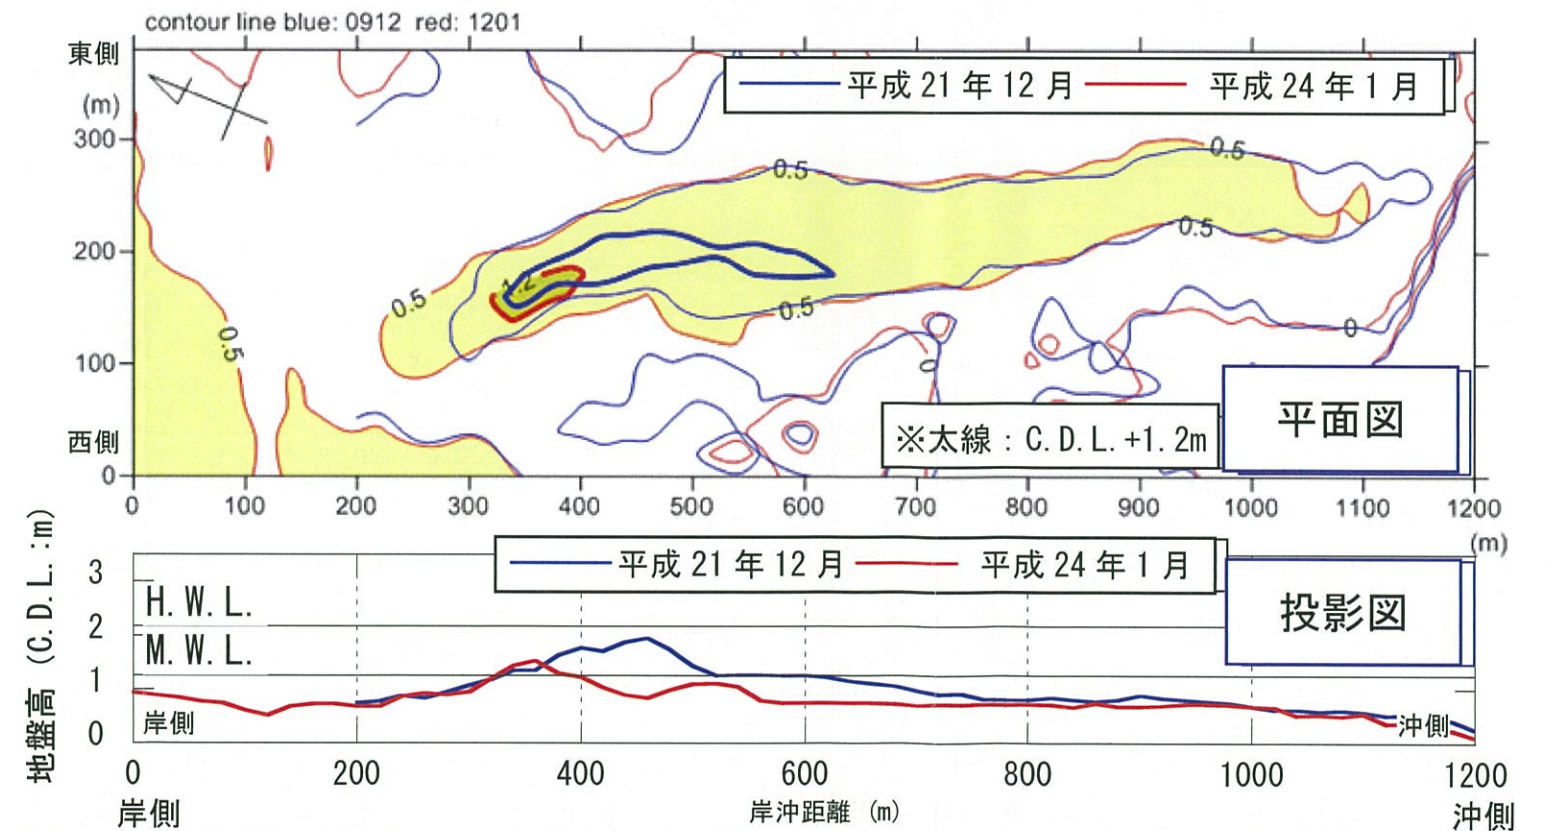 contour line blue: 0912 red: 1201
東側
(m)
300
200
100
西側
0
平成 21 年 12 月 平成 24 年 1 月
0.5
0.5
0.5
0.5
0.5
0.5
1.2
0
0
※太線：C.D.L.+1.2m
平面図
0 100 200 300 400 500 600 700 800 900 1000 1100 1200
(m)
平成 21 年 12 月 平成 24 年 1 月
投影図
地盤高 (C.D.L.:m)
3
H.W.L.
2
M.W.L.
1
岸側
沖側
0
0 200 400 600 800 1000 1200
岸側 岸沖距離 (m) 沖側